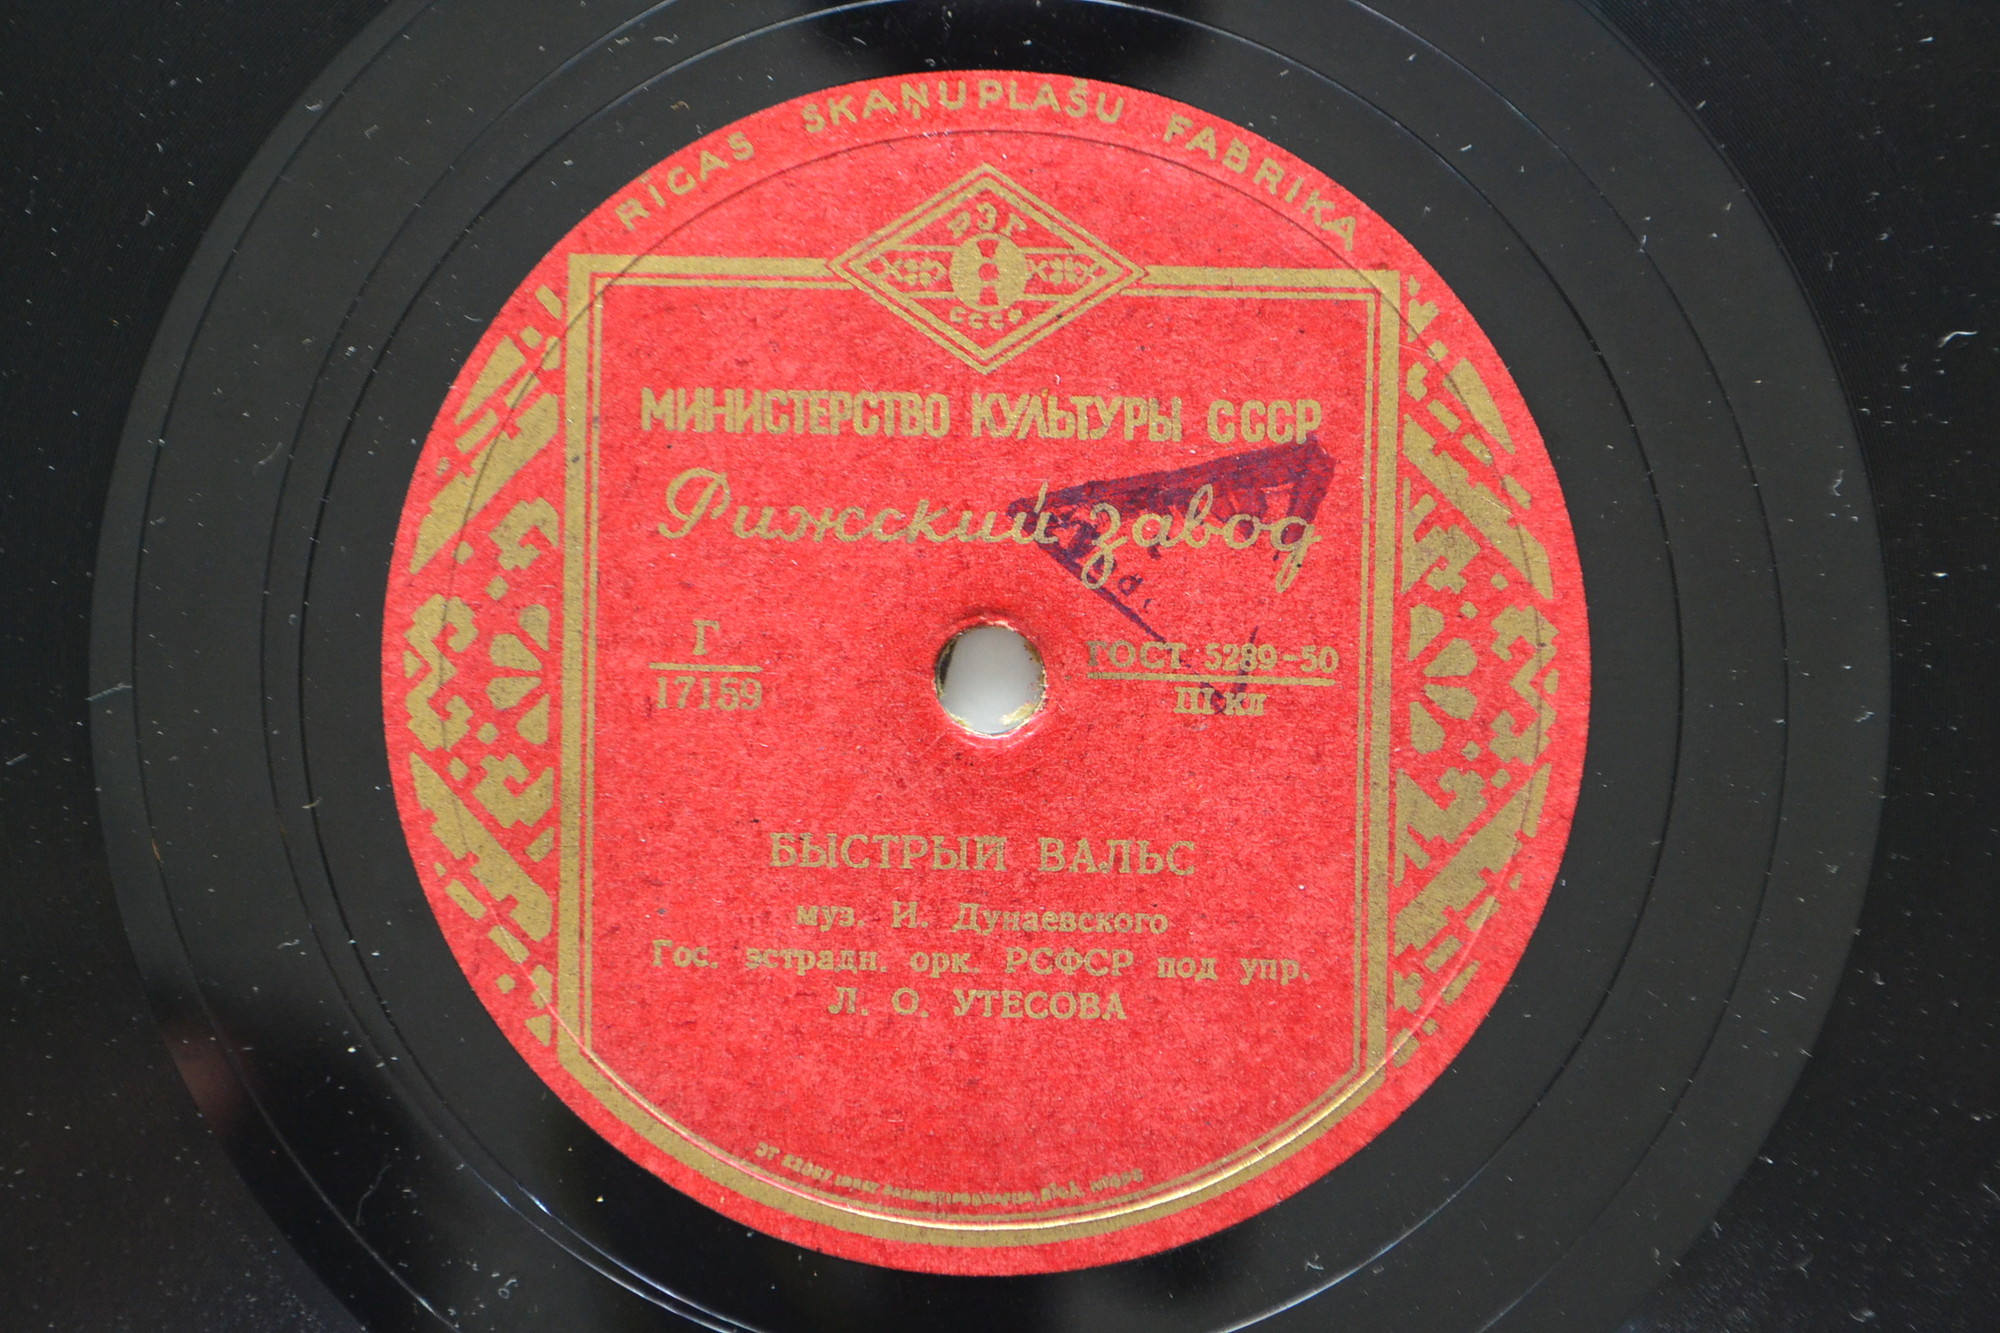 RĪGAS SKAŅUPLAŠU FABRIKA
РЗГ
СССР
МИНИСТЕРСТВО КУЛЬТУРЫ СССР
Рижский завод
Г
17159
ГОСТ 5289-50
III кл
БЫСТРЫЙ ВАЛЬС
муз. И. Дунаевского
Гос. эстрадн. орк. РСФСР под упр.
Л. О. УТЕСОВА